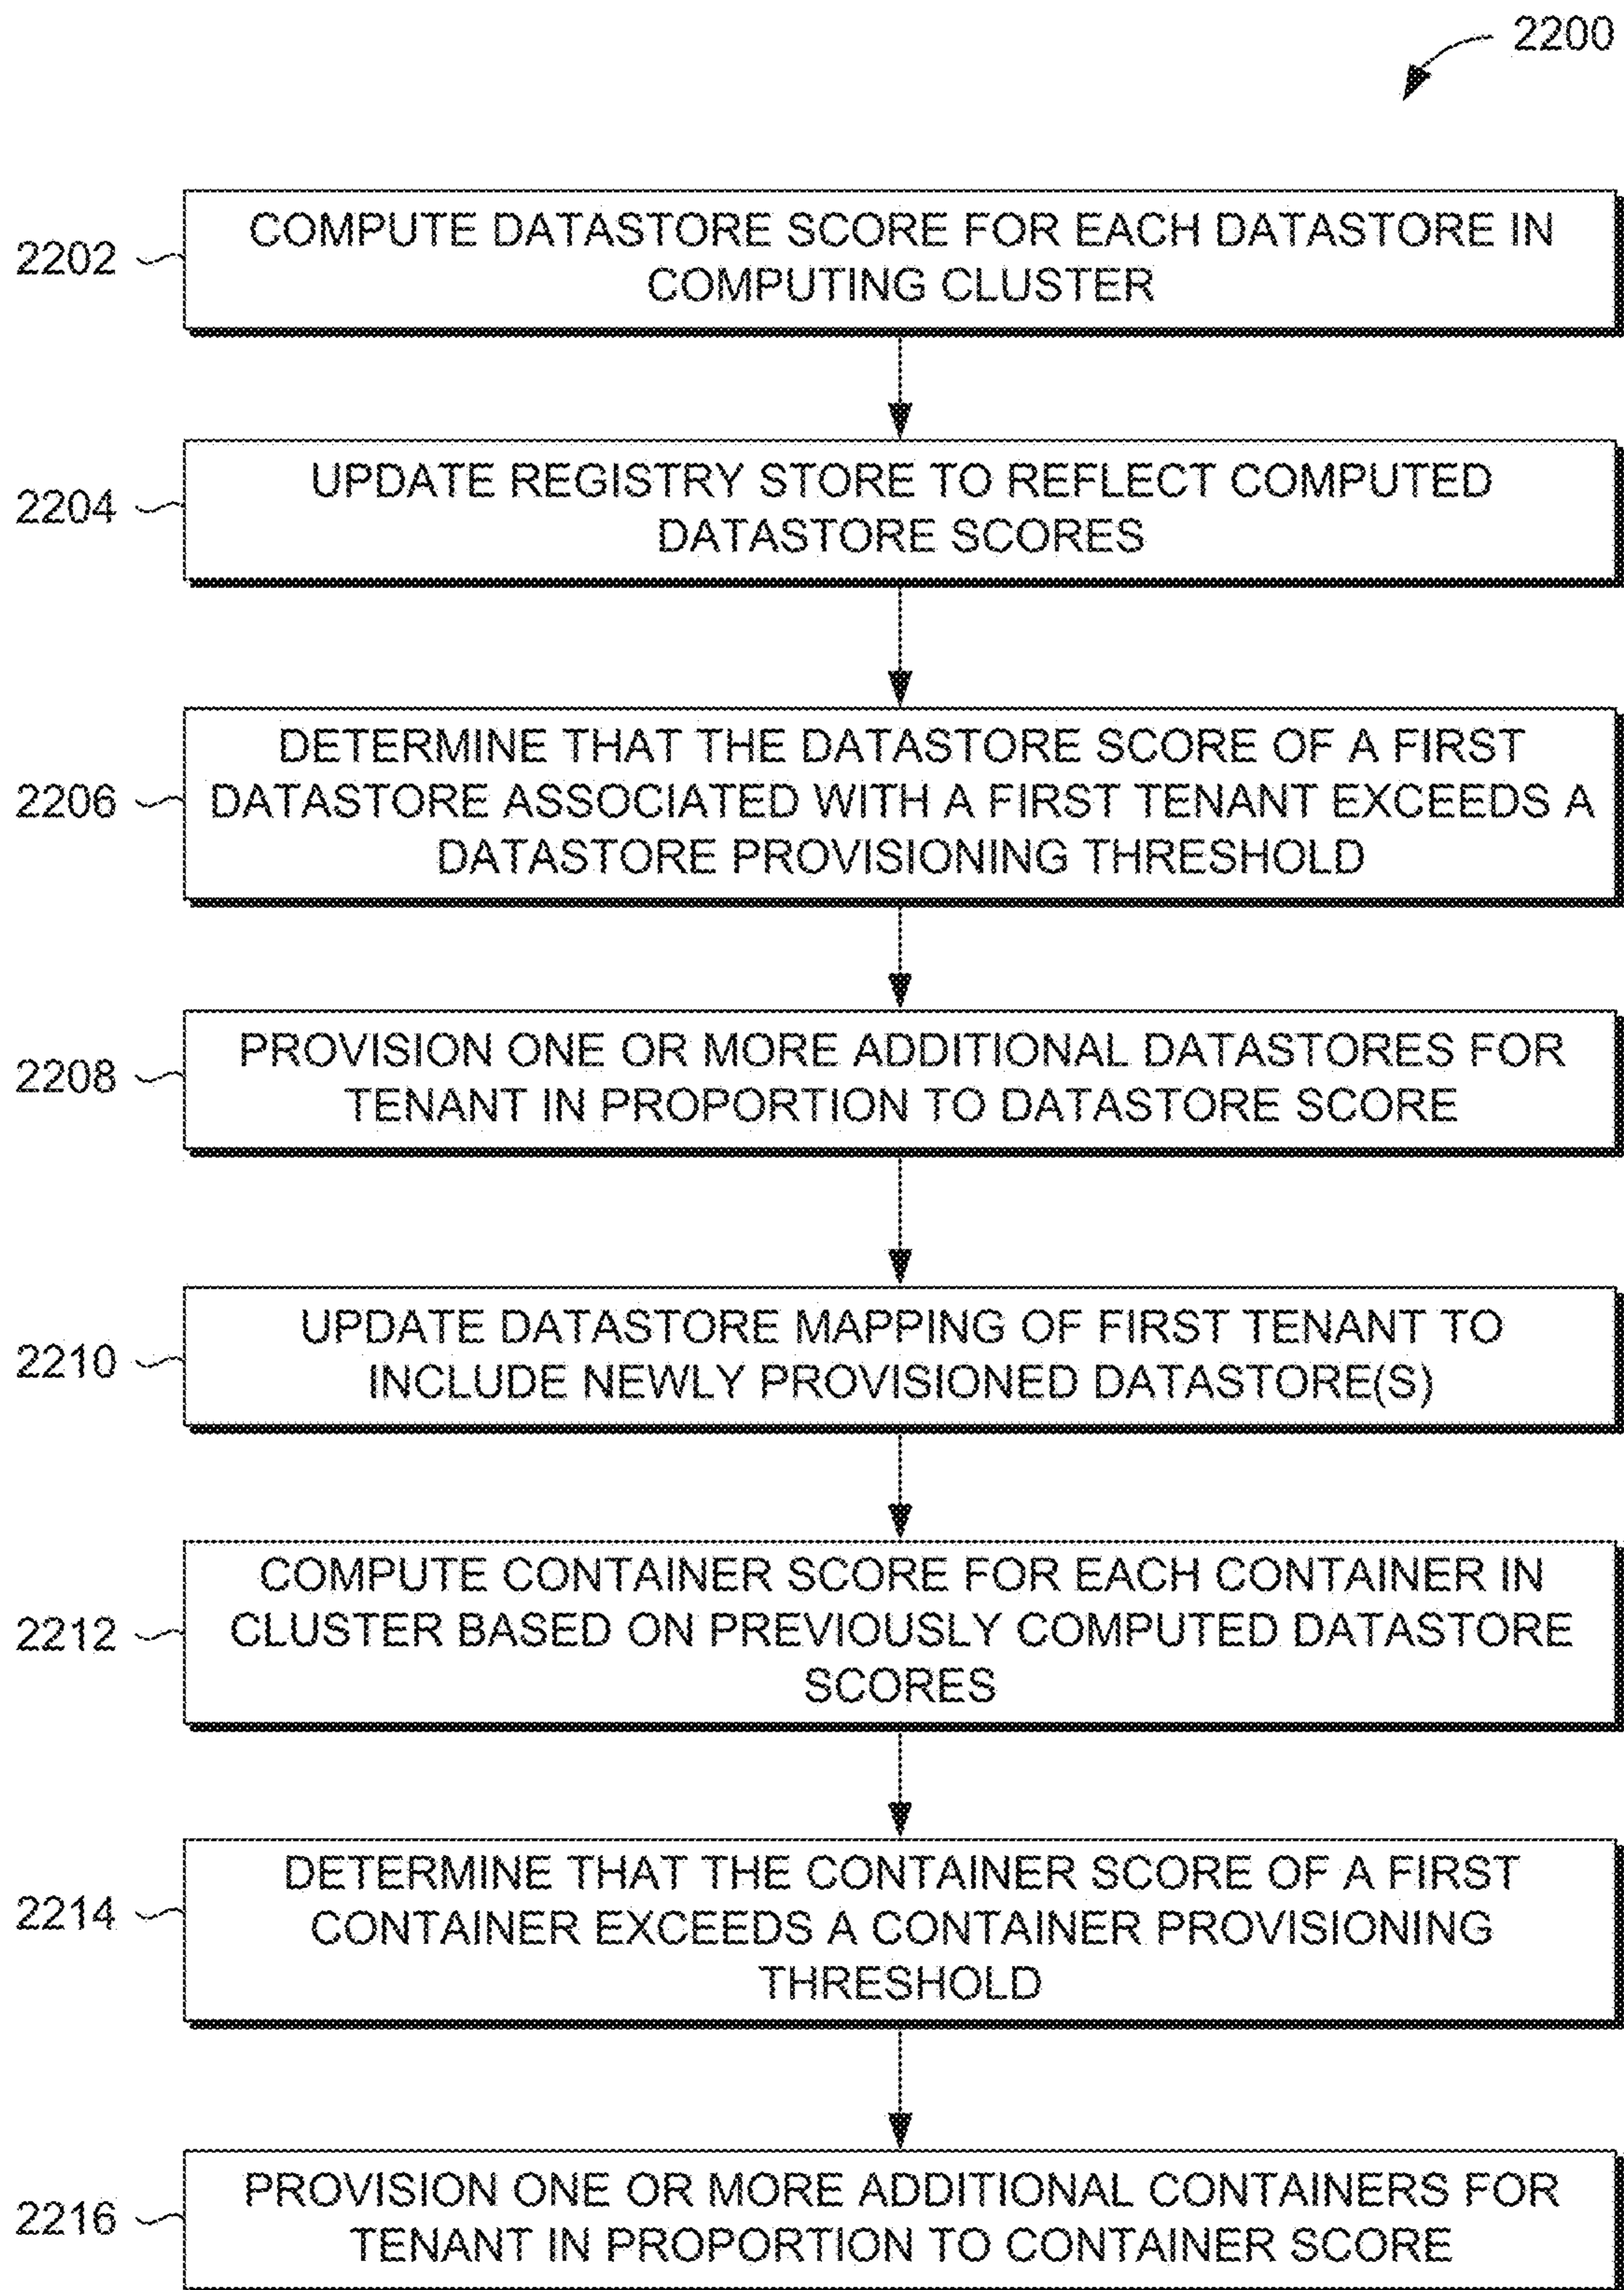 2200
2202
COMPUTE DATASTORE SCORE FOR EACH DATASTORE IN
COMPUTING CLUSTER
2204
UPDATE REGISTRY STORE TO REFLECT COMPUTED
DATASTORE SCORES
2206
DETERMINE THAT THE DATASTORE SCORE OF A FIRST
DATASTORE ASSOCIATED WITH A FIRST TENANT EXCEEDS A
DATASTORE PROVISIONING THRESHOLD
2208
PROVISION ONE OR MORE ADDITIONAL DATASTORES FOR
TENANT IN PROPORTION TO DATASTORE SCORE
2210
UPDATE DATASTORE MAPPING OF FIRST TENANT TO
INCLUDE NEWLY PROVISIONED DATASTORE(S)
2212
COMPUTE CONTAINER SCORE FOR EACH CONTAINER IN
CLUSTER BASED ON PREVIOUSLY COMPUTED DATASTORE
SCORES
2214
DETERMINE THAT THE CONTAINER SCORE OF A FIRST
CONTAINER EXCEEDS A CONTAINER PROVISIONING
THRESHOLD
2216
PROVISION ONE OR MORE ADDITIONAL CONTAINERS FOR
TENANT IN PROPORTION TO CONTAINER SCORE